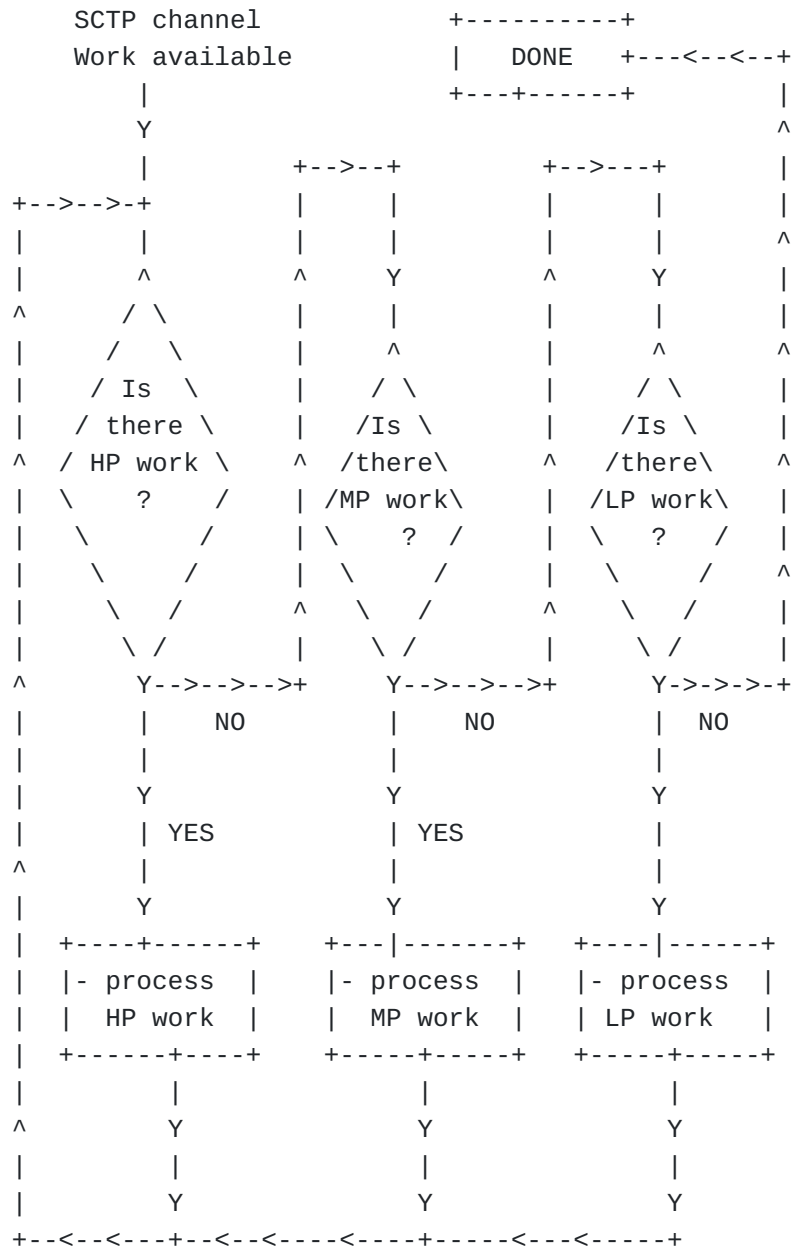 SCTP channel
Work available
DONE
Y
Y Y
Is
there
HP work
?
Is
there
MP work
?
Is
there
LP work
?
Y Y Y
NO NO NO
Y Y Y
YES YES
Y Y Y
- process - process - process
HP work MP work LP work
Y Y Y
Y Y Y